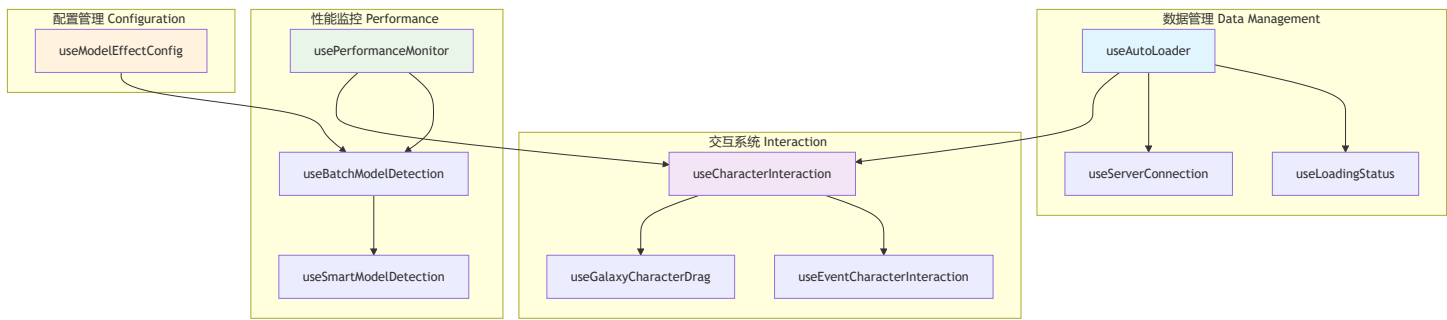 配置管理 Configuration
useModelEffectConfig
性能监控 Performance
usePerformanceMonitor
useBatchModelDetection
useSmartModelDetection
交互系统 Interaction
useCharacterInteraction
useGalaxyCharacterDrag
useEventCharacterInteraction
数据管理 Data Management
useAutoLoader
useServerConnection
useLoadingStatus